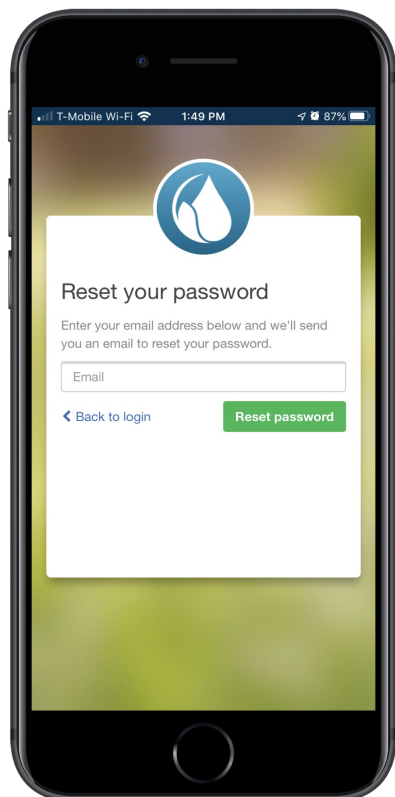 T-Mobile Wi-Fi 1:49 PM 87%
Reset your password
Enter your email address below and we'll send
you an email to reset your password.
Email
Back to login Reset password